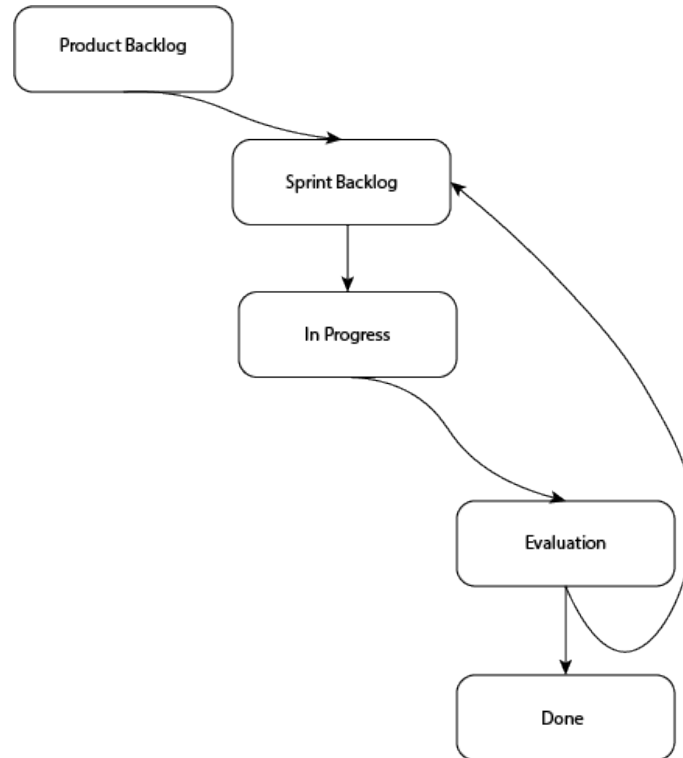 Product Backlog
Sprint Backlog
In Progress
Evaluation
Done